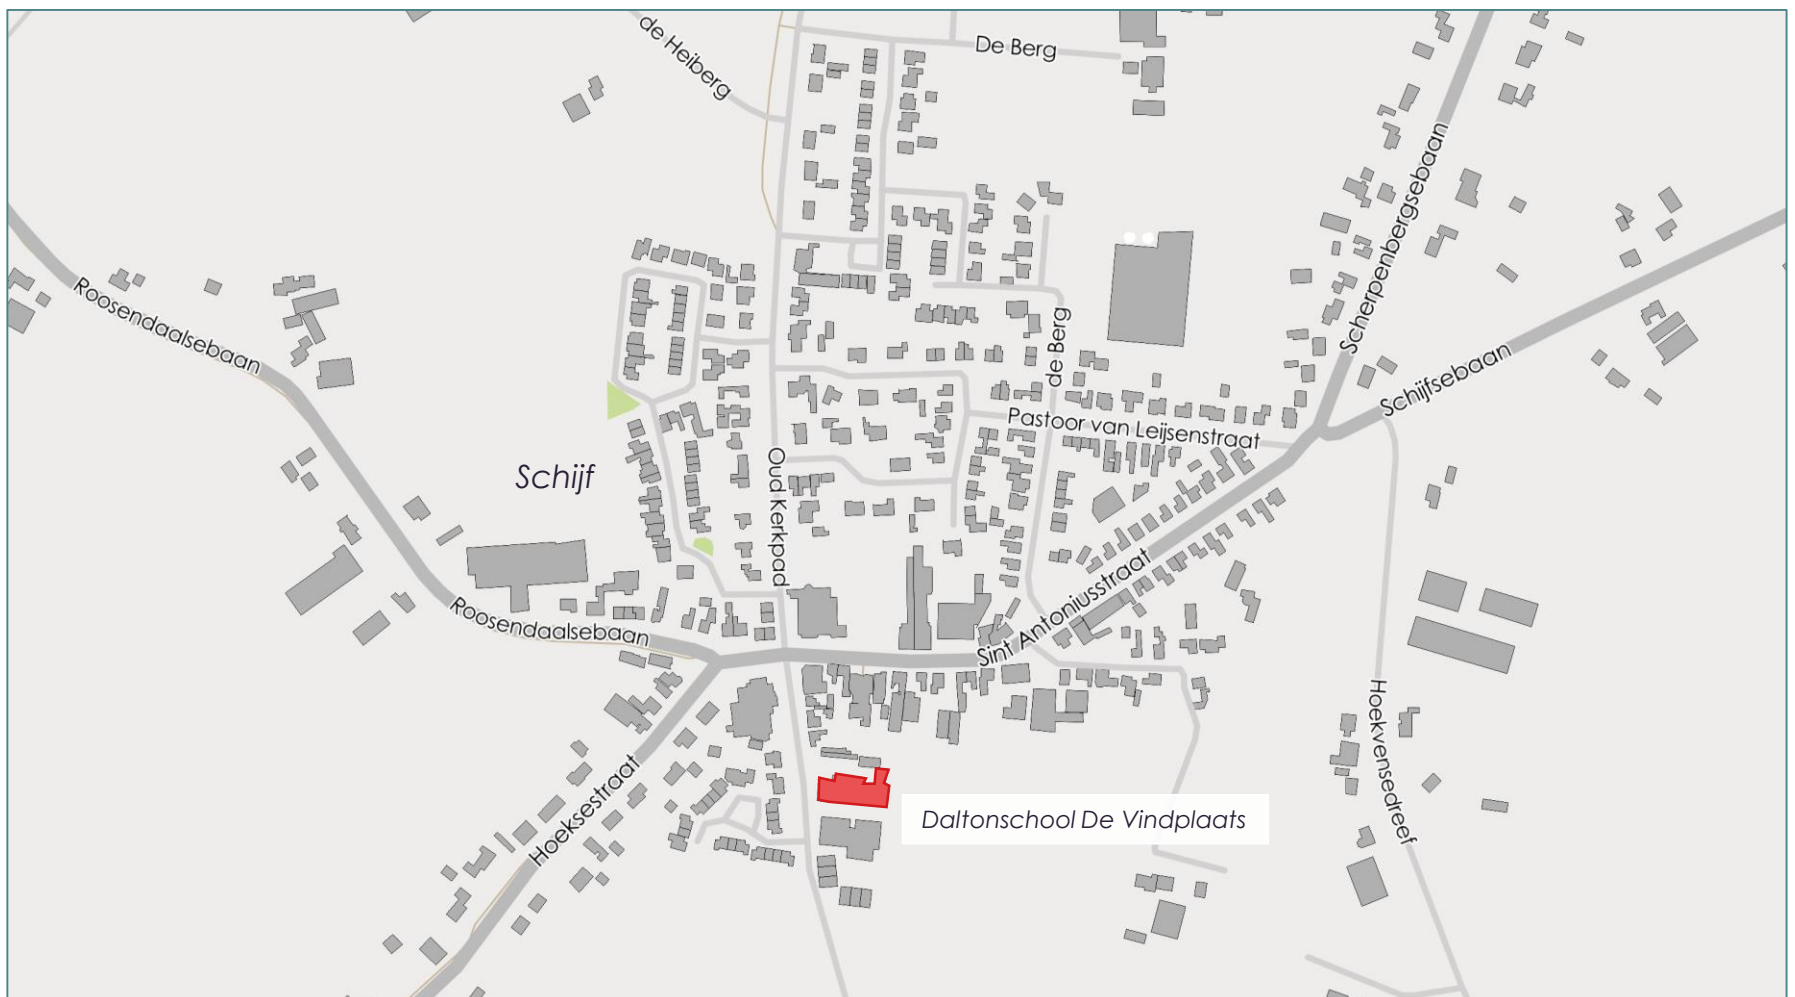 de Heiberg
De Berg
Scherpenbergsebaan
Roosendaalsebaan
de Berg
Schijfsebaan
Pastoor van Leijsenstraat
Schijf
Oud Kerkpad
Roosendaalsebaan
Sint Antoniusstraat
Hoekvensedreef
Hoeksestraat
Daltonschool De Vindplaats